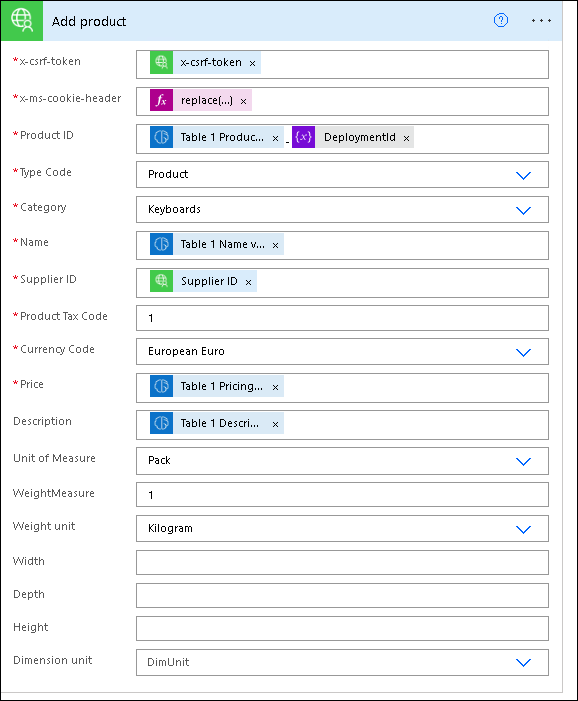 Add product
*x-csrf-token x-csrf-token ×
*x-ms-cookie-header fx replace(...) ×
*Product ID Table 1 Produc... × - {x} DeploymentId ×
*Type Code Product
*Category Keyboards
*Name Table 1 Name v... ×
*Supplier ID Supplier ID ×
*Product Tax Code 1
*Currency Code European Euro
*Price Table 1 Pricing... ×
Description Table 1 Descri... ×
Unit of Measure Pack
WeightMeasure 1
Weight unit Kilogram
Width
Depth
Height
Dimension unit DimUnit